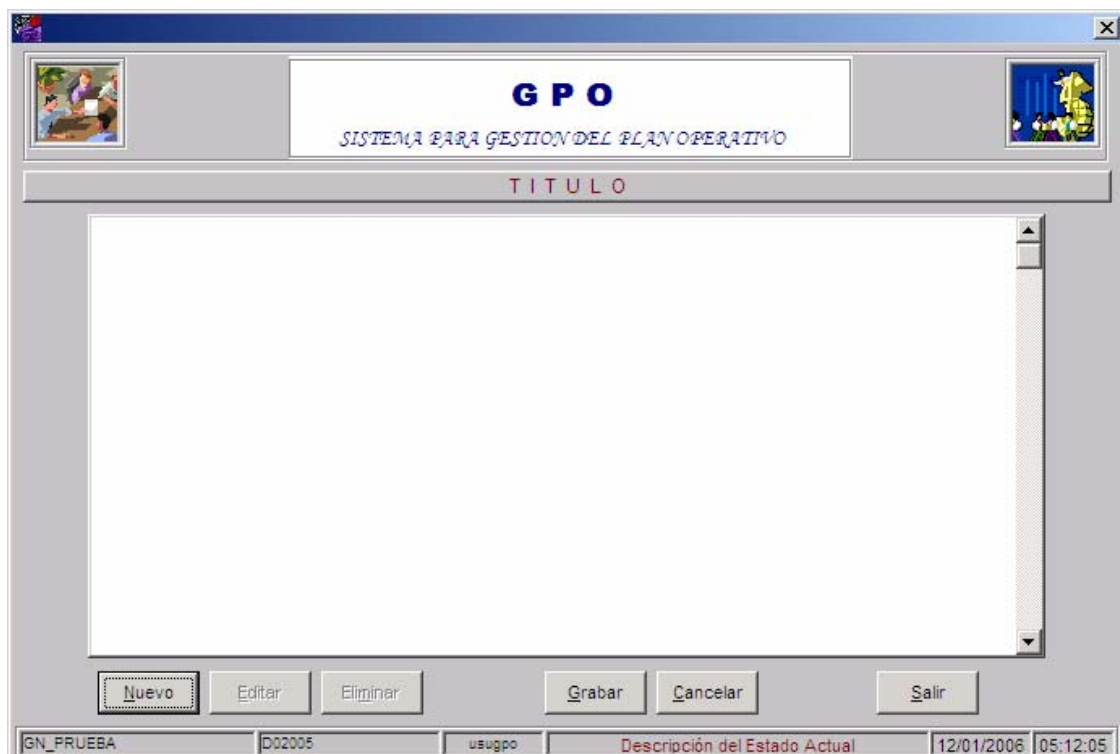 G P O
SISTEMA PARA GESTION DEL PLAN OPERATIVO
T I T U L O
Nuevo Editar Eliminar Grabar Cancelar Salir
GN_PRUEBA D02005 usugpo Descripción del Estado Actual 12/01/2006 05:12:05